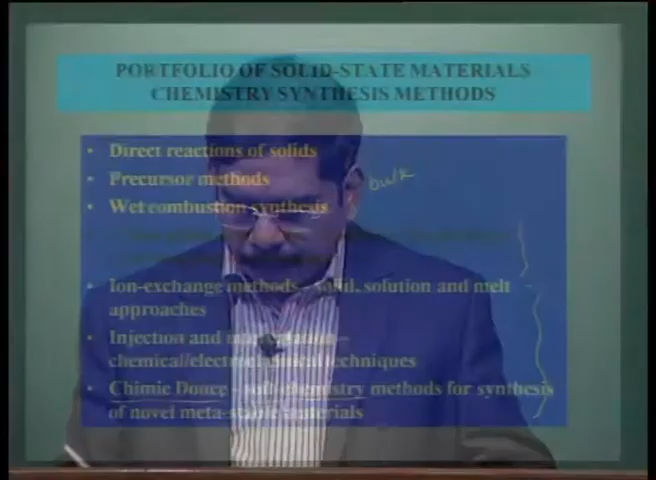 PORTFOLIO OF SOLID-STATE MATERIALS
CHEMISTRY SYNTHESIS METHODS
• Direct reactions of solids
• Precursor methods
bulk
• Wet combustion synthesis
• Ion-exchange methods - solid, solution and melt
approaches
• Injection and
chemical/electrochemical techniques
• Chimie Douce - soft chemistry methods for synthesis
of novel meta-stable materials